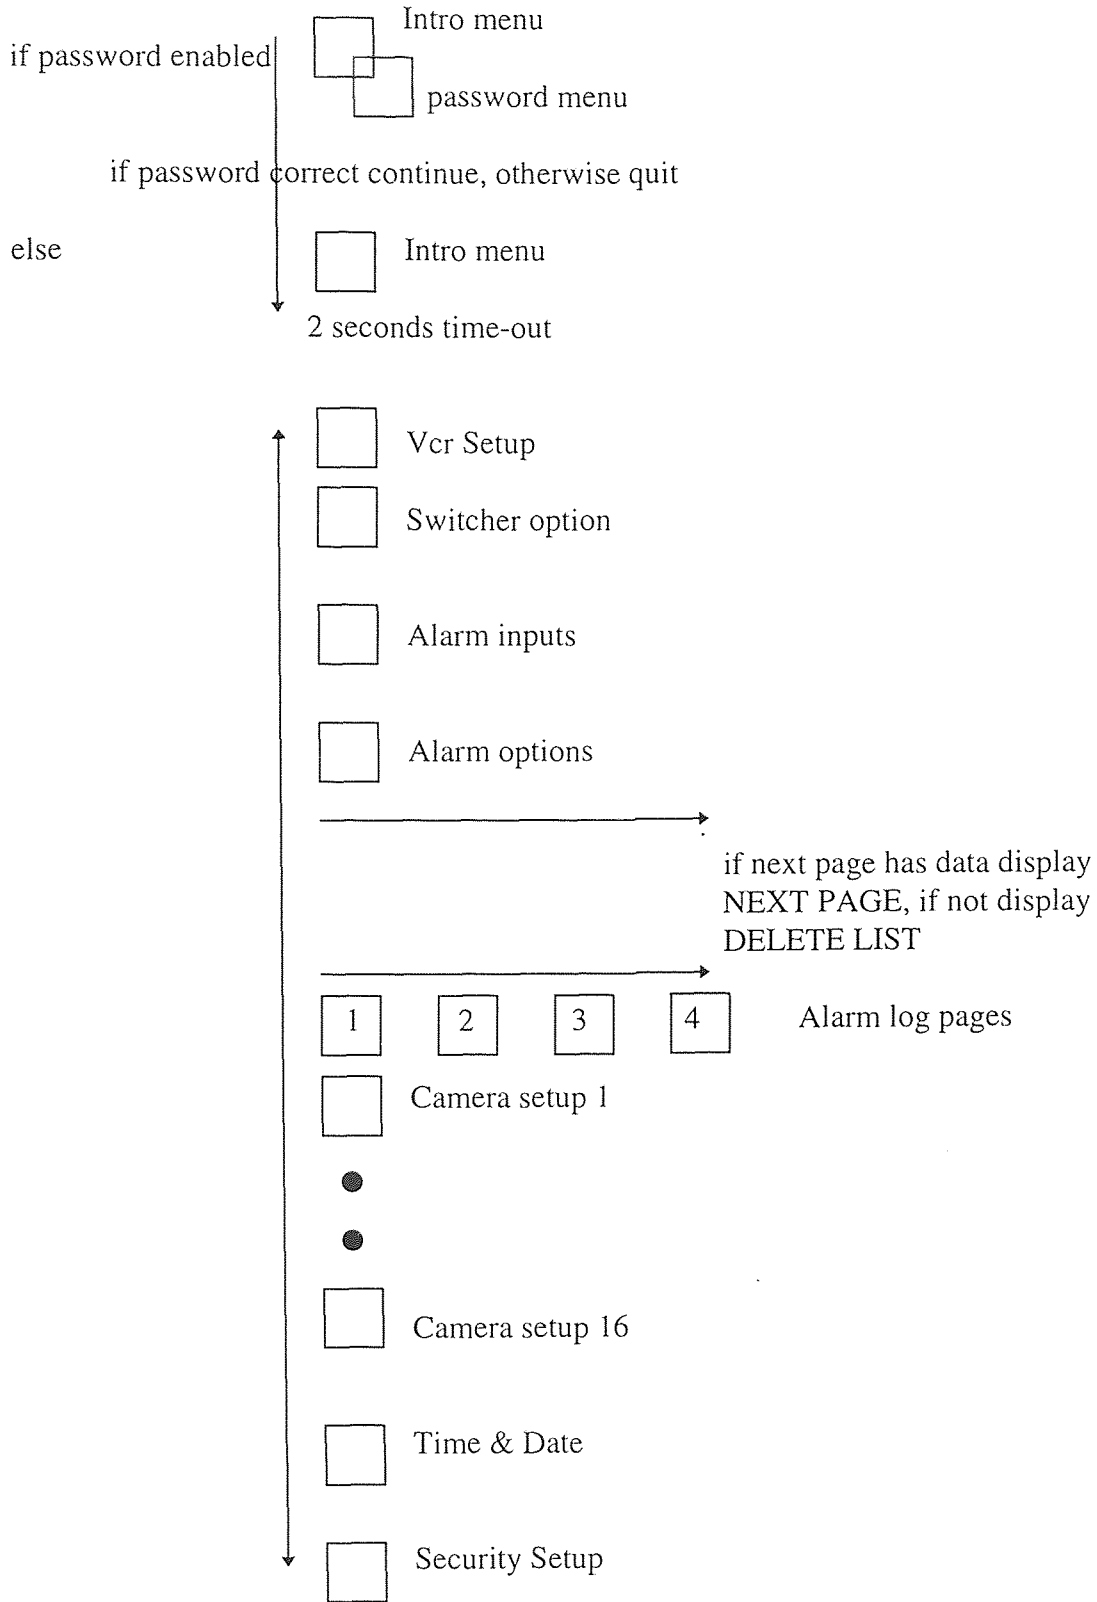 Intro menu
if password enabled
password menu
if password correct continue, otherwise quit
else
Intro menu
2 seconds time-out
Vcr Setup
Switcher option
Alarm inputs
Alarm options
if next page has data display
NEXT PAGE, if not display
DELETE LIST
1 2 3 4 Alarm log pages
Camera setup 1
Camera setup 16
Time & Date
Security Setup